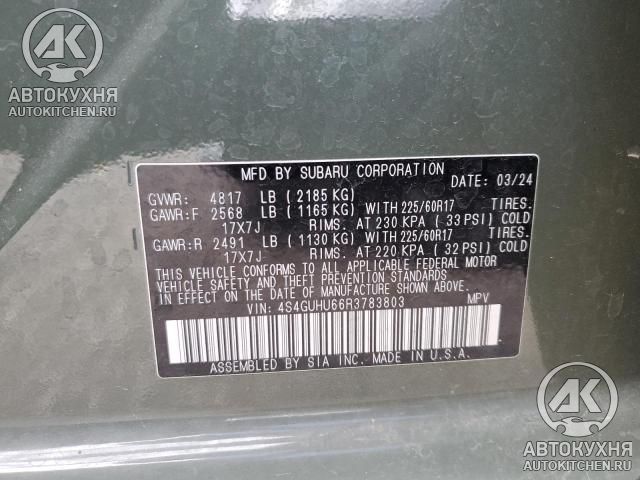 АК
АВТОКУХНЯ
AUTOKITCHEN.RU
MFD BY SUBARU CORPORATION
DATE: 03/24
GVWR: 4817 LB ( 2185 KG)
GAWR:F 2568 LB ( 1165 KG) WITH 225/60R17 TIRES.
17X7J RIMS. AT 230 KPA ( 33 PSI) COLD
GAWR:R 2491 LB ( 1130 KG) WITH 225/60R17 TIRES.
17X7J RIMS. AT 220 KPA ( 32 PSI) COLD
THIS VEHICLE CONFORMS TO ALL APPLICABLE FEDERAL MOTOR
VEHICLE SAFETY AND THEFT PREVENTION STANDARDS
IN EFFECT ON THE DATE OF MANUFACTURE SHOWN ABOVE.
VIN: 4S4GUHU66R3783803 MPV
ASSEMBLED BY SIA INC. MADE IN U.S.A.
АК
АВТОКУХНЯ
AUTOKITCHEN.RU